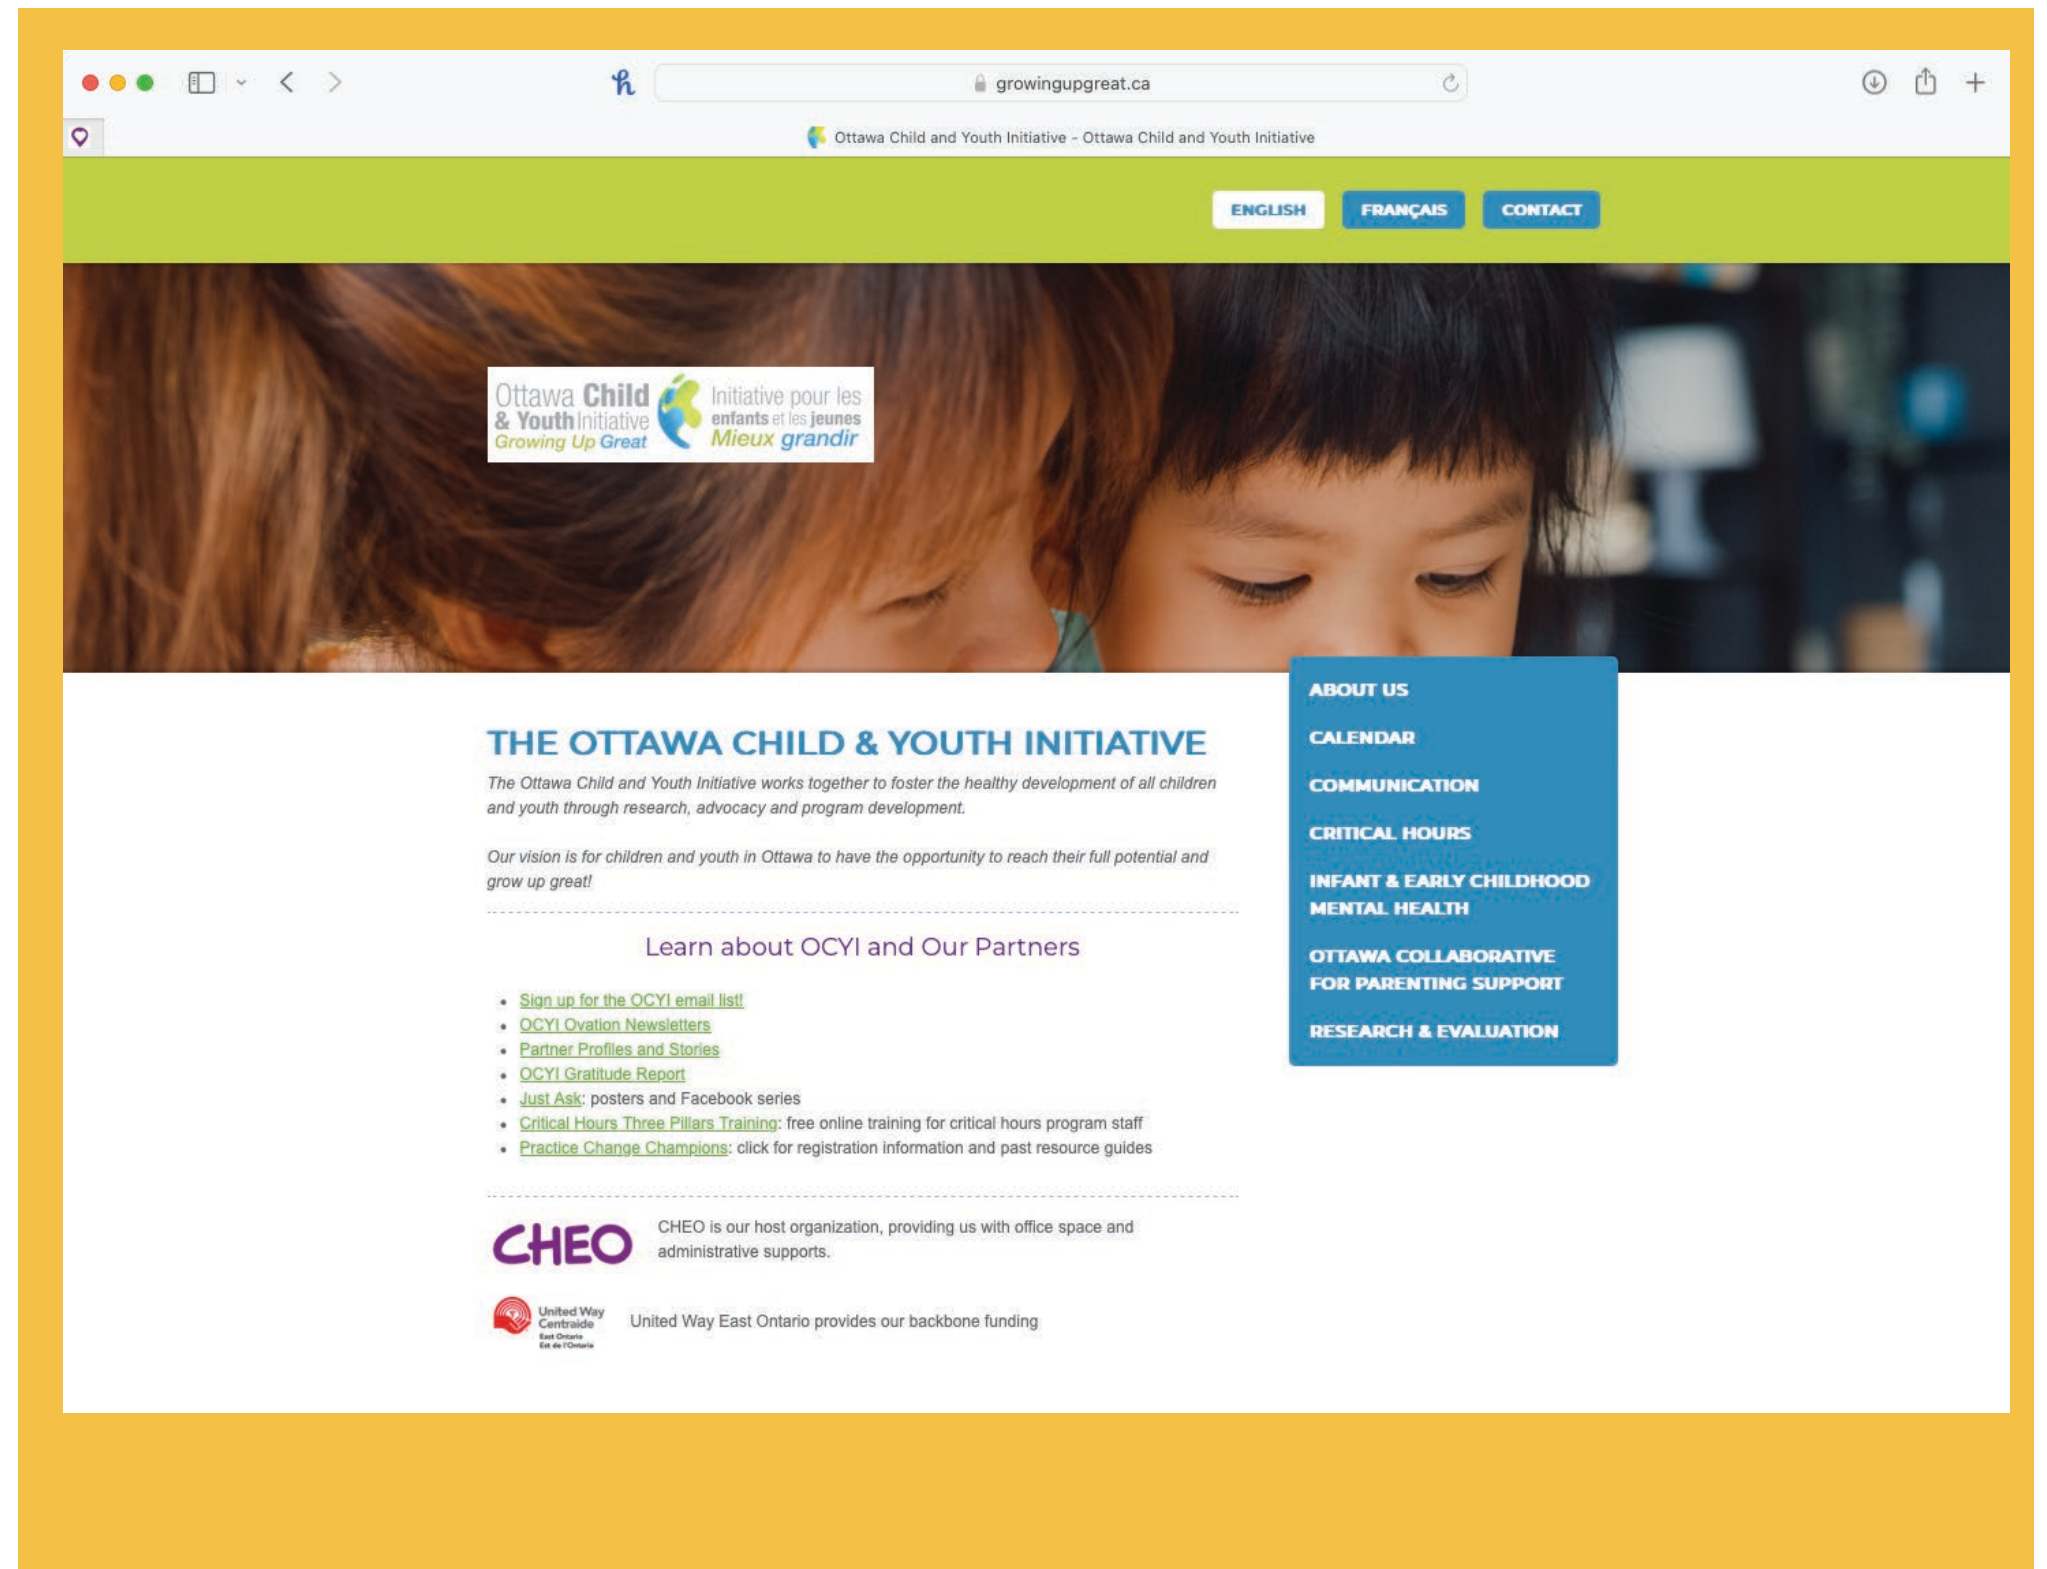 growingupgreat.ca
Ottawa Child and Youth Initiative - Ottawa Child and Youth Initiative
ENGLISH
FRANÇAIS
CONTACT
Ottawa Child
& Youth Initiative
Growing Up Great
Initiative pour les
enfants et les jeunes
Mieux grandir
THE OTTAWA CHILD & YOUTH INITIATIVE
The Ottawa Child and Youth Initiative works together to foster the healthy development of all children
and youth through research, advocacy and program development.
Our vision is for children and youth in Ottawa to have the opportunity to reach their full potential and
grow up great!
Learn about OCYI and Our Partners
• Sign up for the OCYI email list!
• OCYI Ovation Newsletters
• Partner Profiles and Stories
• OCYI Gratitude Report
• Just Ask: posters and Facebook series
• Critical Hours Three Pillars Training: free online training for critical hours program staff
• Practice Change Champions: click for registration information and past resource guides
CHEO
CHEO is our host organization, providing us with office space and
administrative supports.
United Way
Centraide
East Ontario
Est de l'Ontario
United Way East Ontario provides our backbone funding
ABOUT US
CALENDAR
COMMUNICATION
CRITICAL HOURS
INFANT & EARLY CHILDHOOD
MENTAL HEALTH
OTTAWA COLLABORATIVE
FOR PARENTING SUPPORT
RESEARCH & EVALUATION